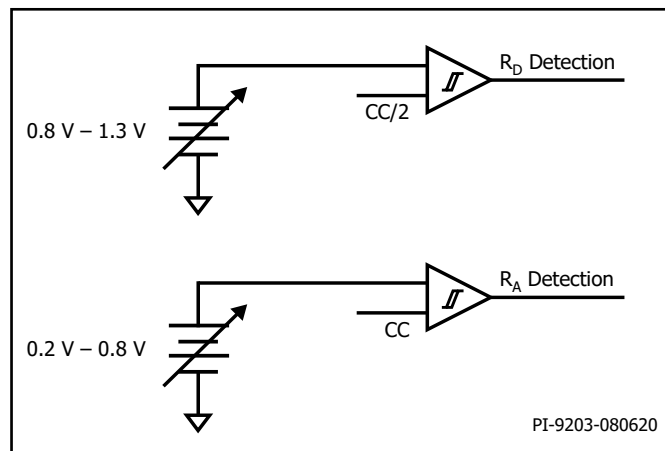 R_D Detection
CC/2
0.8 V – 1.3 V
R_A Detection
CC
0.2 V – 0.8 V
PI-9203-080620